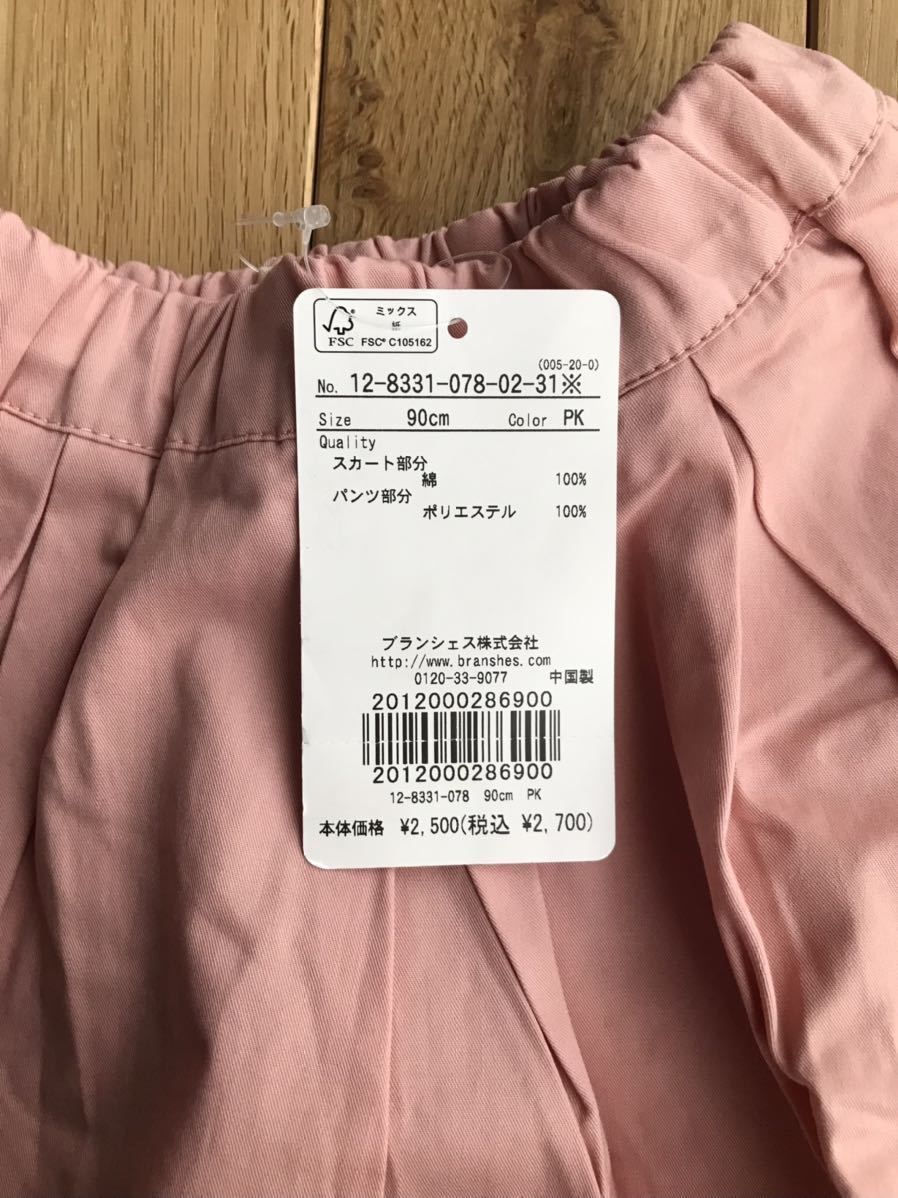 ミックス
紙
FSC® C105162
FSC
(005-20-0)
No. 12-8331-078-02-31※
Size 90cm Color PK
Quality
スカート部分
綿 100%
パンツ部分
ポリエステル 100%
ブランシェス株式会社
http://www.branshes.com
0120-33-9077 中国製
2012000286900
2012000286900
12-8331-078 90cm PK
本体価格 ¥2,500(税込 ¥2,700)